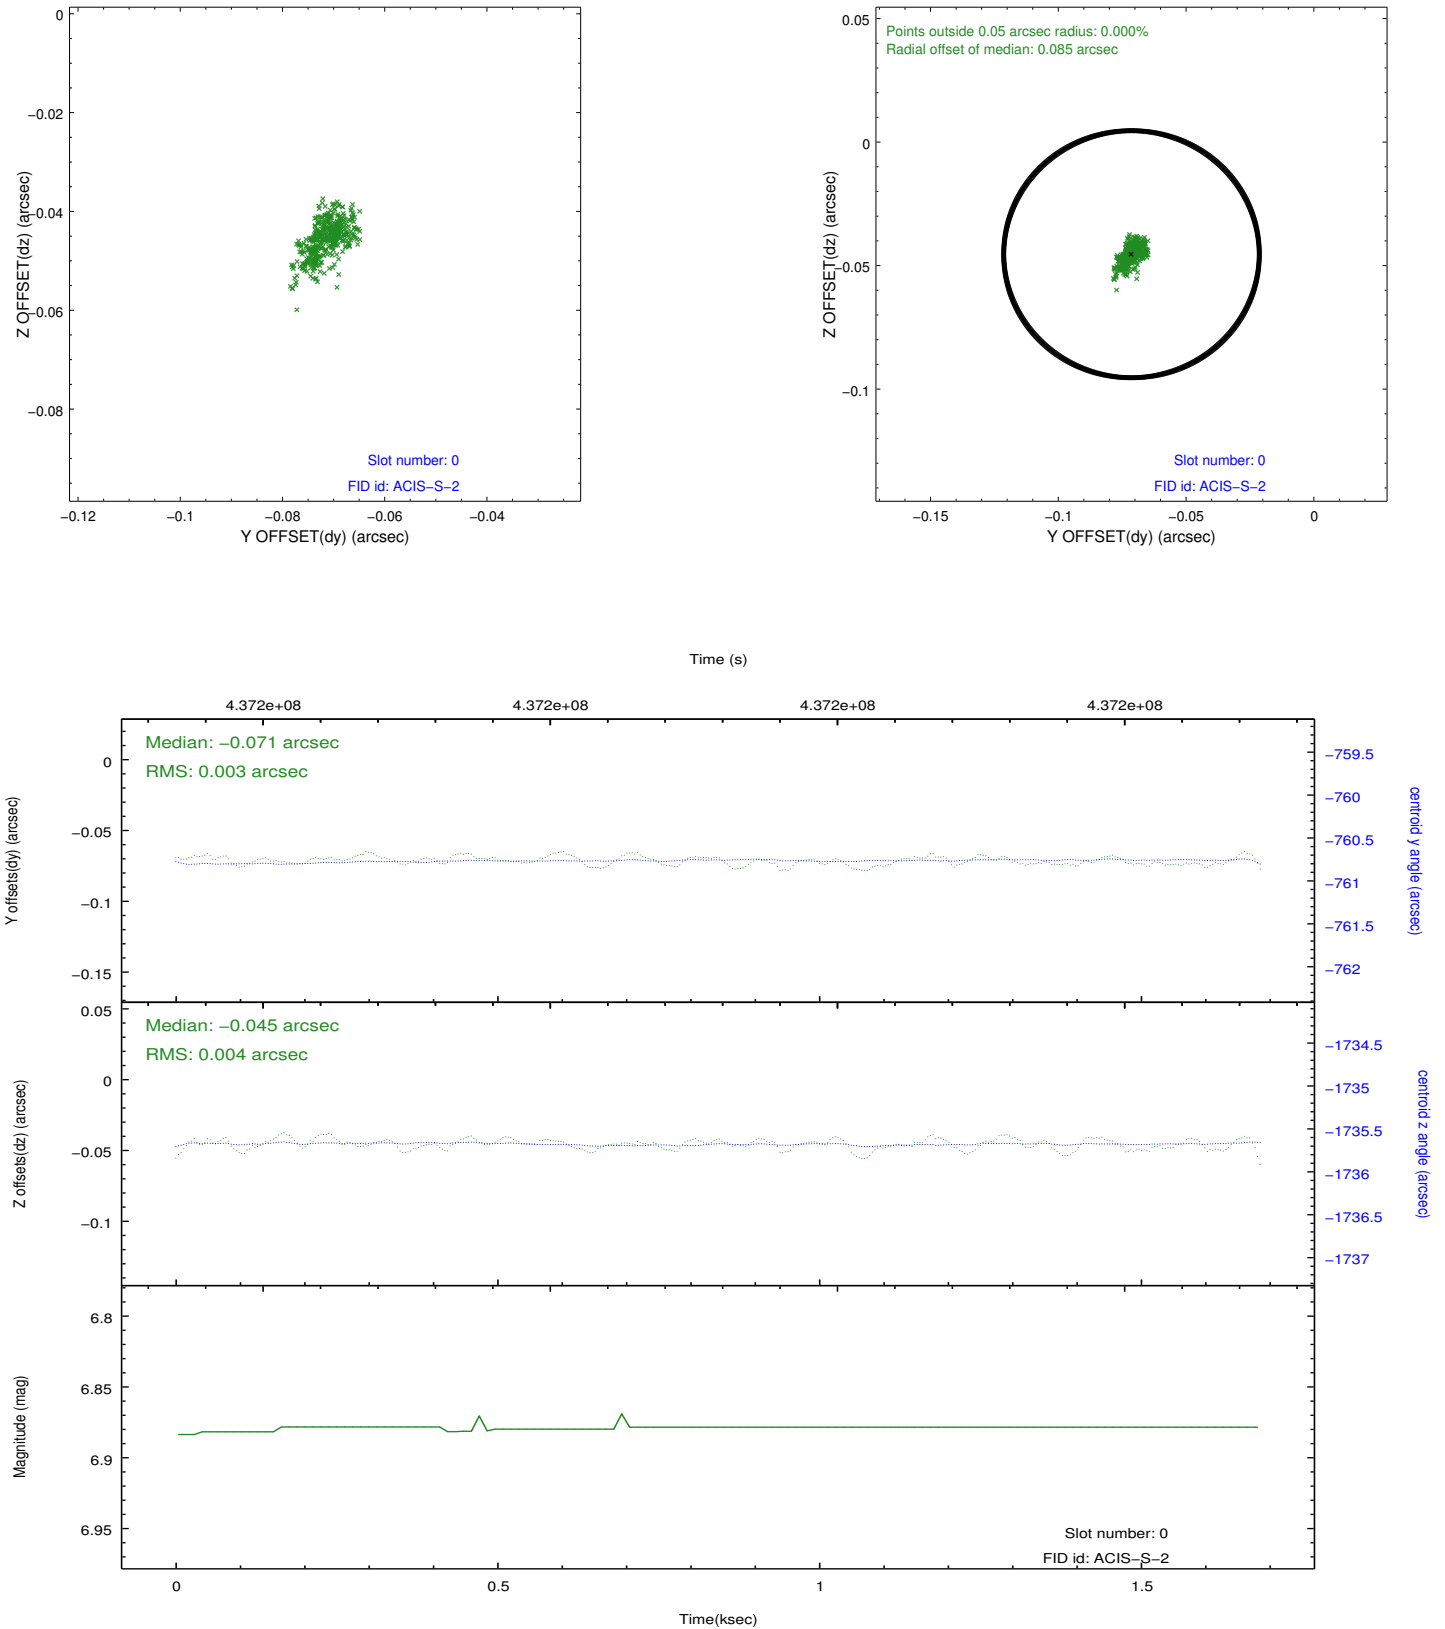 0
−0.02
−0.04
−0.06
−0.08
Z OFFSET(dz) (arcsec)
Slot number: 0
FID id: ACIS−S−2
−0.12
−0.1
−0.08
−0.06
−0.04
Y OFFSET(dy) (arcsec)
0.05
0
−0.05
−0.1
Z OFFSET(dz) (arcsec)
Points outside 0.05 arcsec radius: 0.000%
Radial offset of median: 0.085 arcsec
Slot number: 0
FID id: ACIS−S−2
−0.15
−0.1
−0.05
0
Y OFFSET(dy) (arcsec)
Time (s)
4.372e+08
4.372e+08
4.372e+08
4.372e+08
Median: −0.071 arcsec
RMS: 0.003 arcsec
0
−0.05
−0.1
−0.15
Y offsets(dy) (arcsec)
−759.5
−760
−760.5
−761
−761.5
−762
centroid y angle (arcsec)
Median: −0.045 arcsec
RMS: 0.004 arcsec
0.05
0
−0.05
−0.1
Z offsets(dz) (arcsec)
−1734.5
−1735
−1735.5
−1736
−1736.5
−1737
centroid z angle (arcsec)
6.8
6.85
6.9
6.95
Magnitude (mag)
Slot number: 0
FID id: ACIS−S−2
0
0.5
1
1.5
Time(ksec)